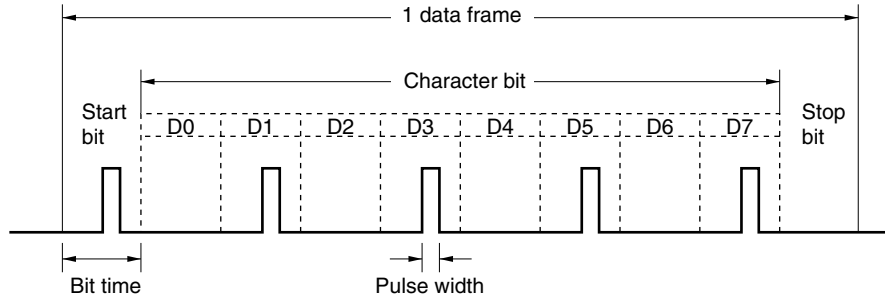 1 data frame
Character bit
Start
bit
D0 D1 D2 D3 D4 D5 D6 D7
Stop
bit
Bit time
Pulse width